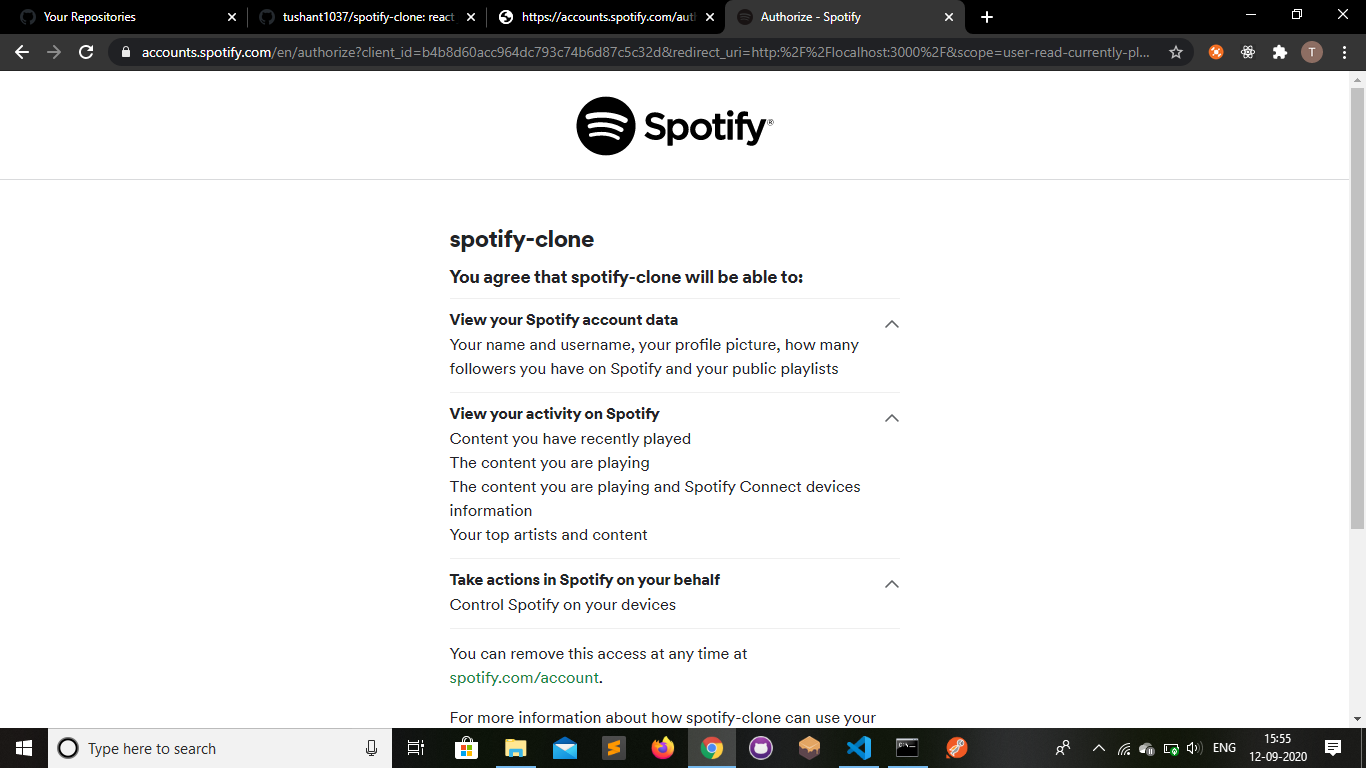 Your Repositories
tushant1037/spotify-clone: react
https://accounts.spotify.com/aut
Authorize - Spotify
accounts.spotify.com/en/authorize?client_id=b4b8d60acc964dc793c74b6d87c5c32d&redirect_uri=http:%2F%2Flocalhost:3000%2F&scope=user-read-currently-pl...
T
Spotify®
spotify-clone
You agree that spotify-clone will be able to:
View your Spotify account data
Your name and username, your profile picture, how many
followers you have on Spotify and your public playlists
View your activity on Spotify
Content you have recently played
The content you are playing
The content you are playing and Spotify Connect devices
information
Your top artists and content
Take actions in Spotify on your behalf
Control Spotify on your devices
You can remove this access at any time at
spotify.com/account.
For more information about how spotify-clone can use your
Type here to search
ENG
15:55
12-09-2020